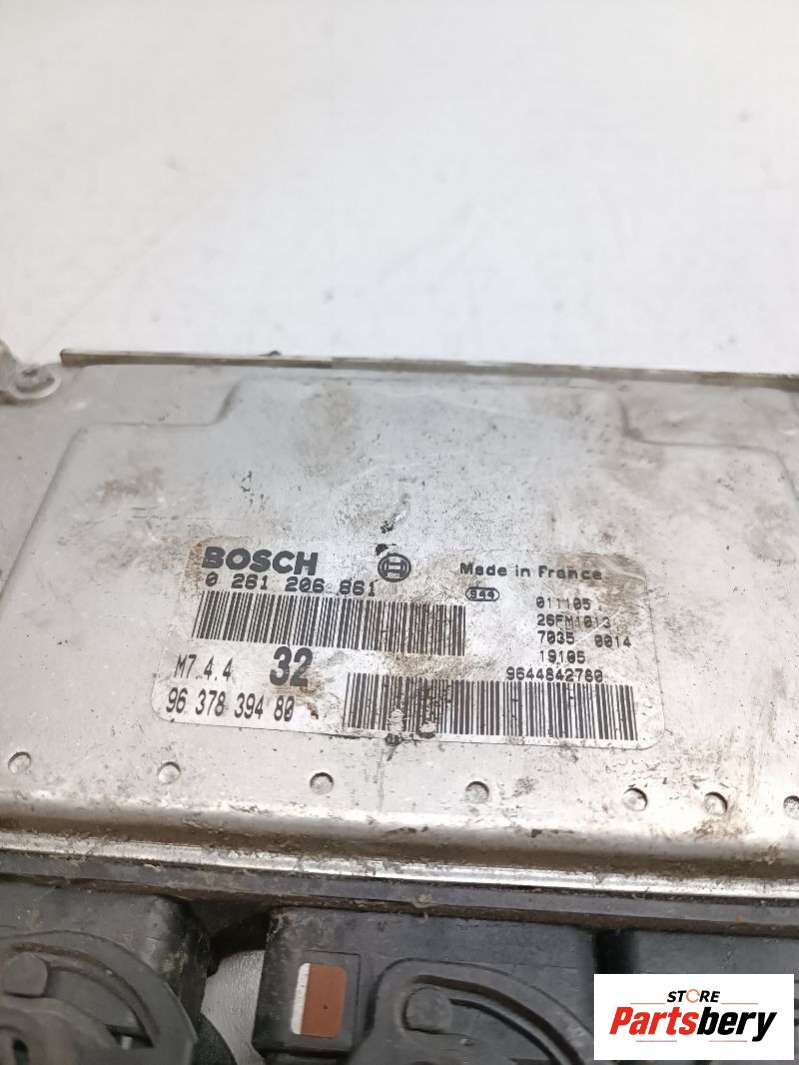 BOSCH
0 261 206 861
Made in France
944
011105
26FM1013
7035 0014
19105
9644842780
M7.4.4 32
96 378 394 80
STORE
Partsbery